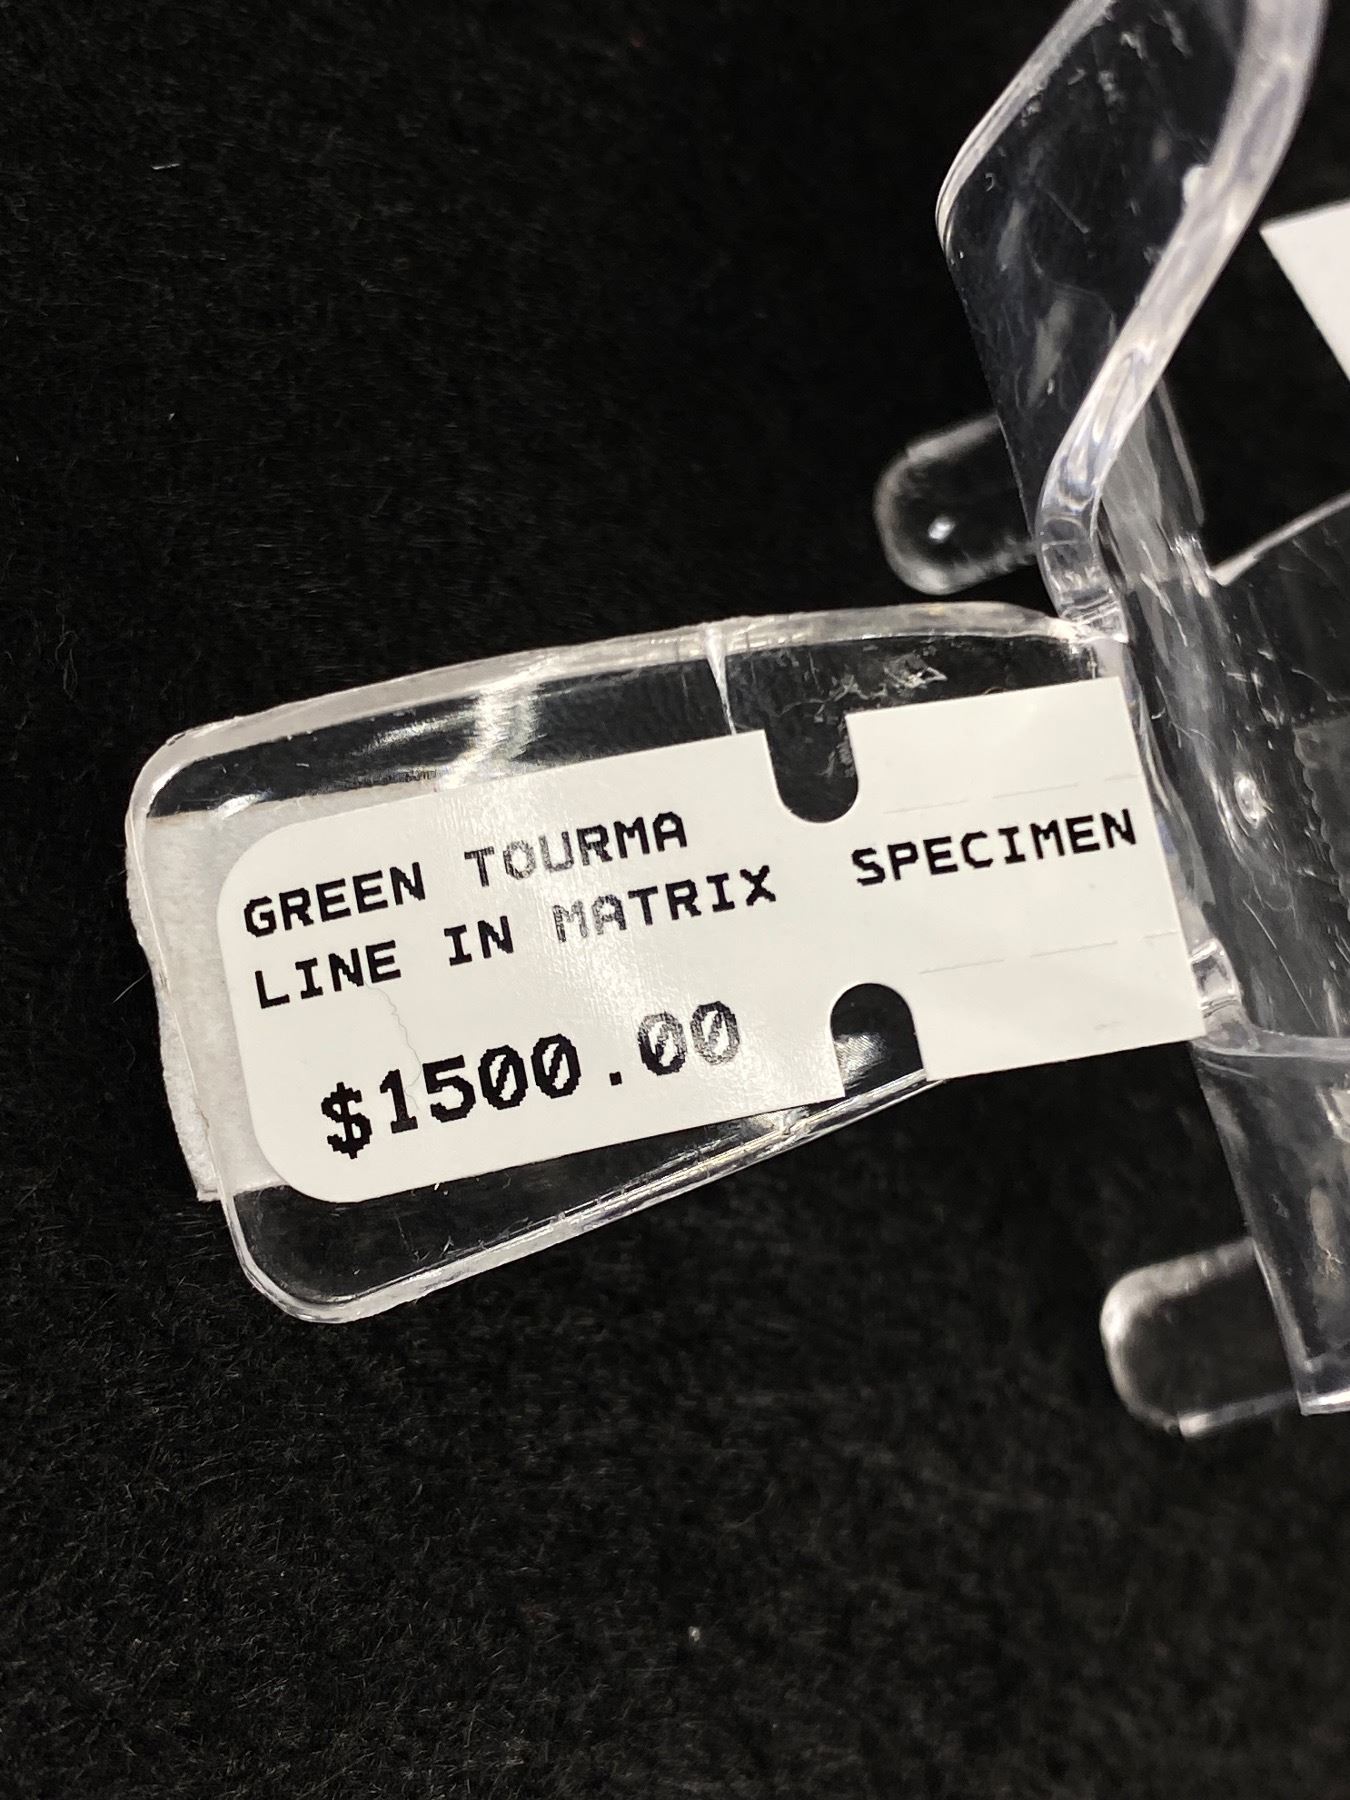 GREEN TOURMA
LINE IN MATRIX
$1500.00
SPECIMEN